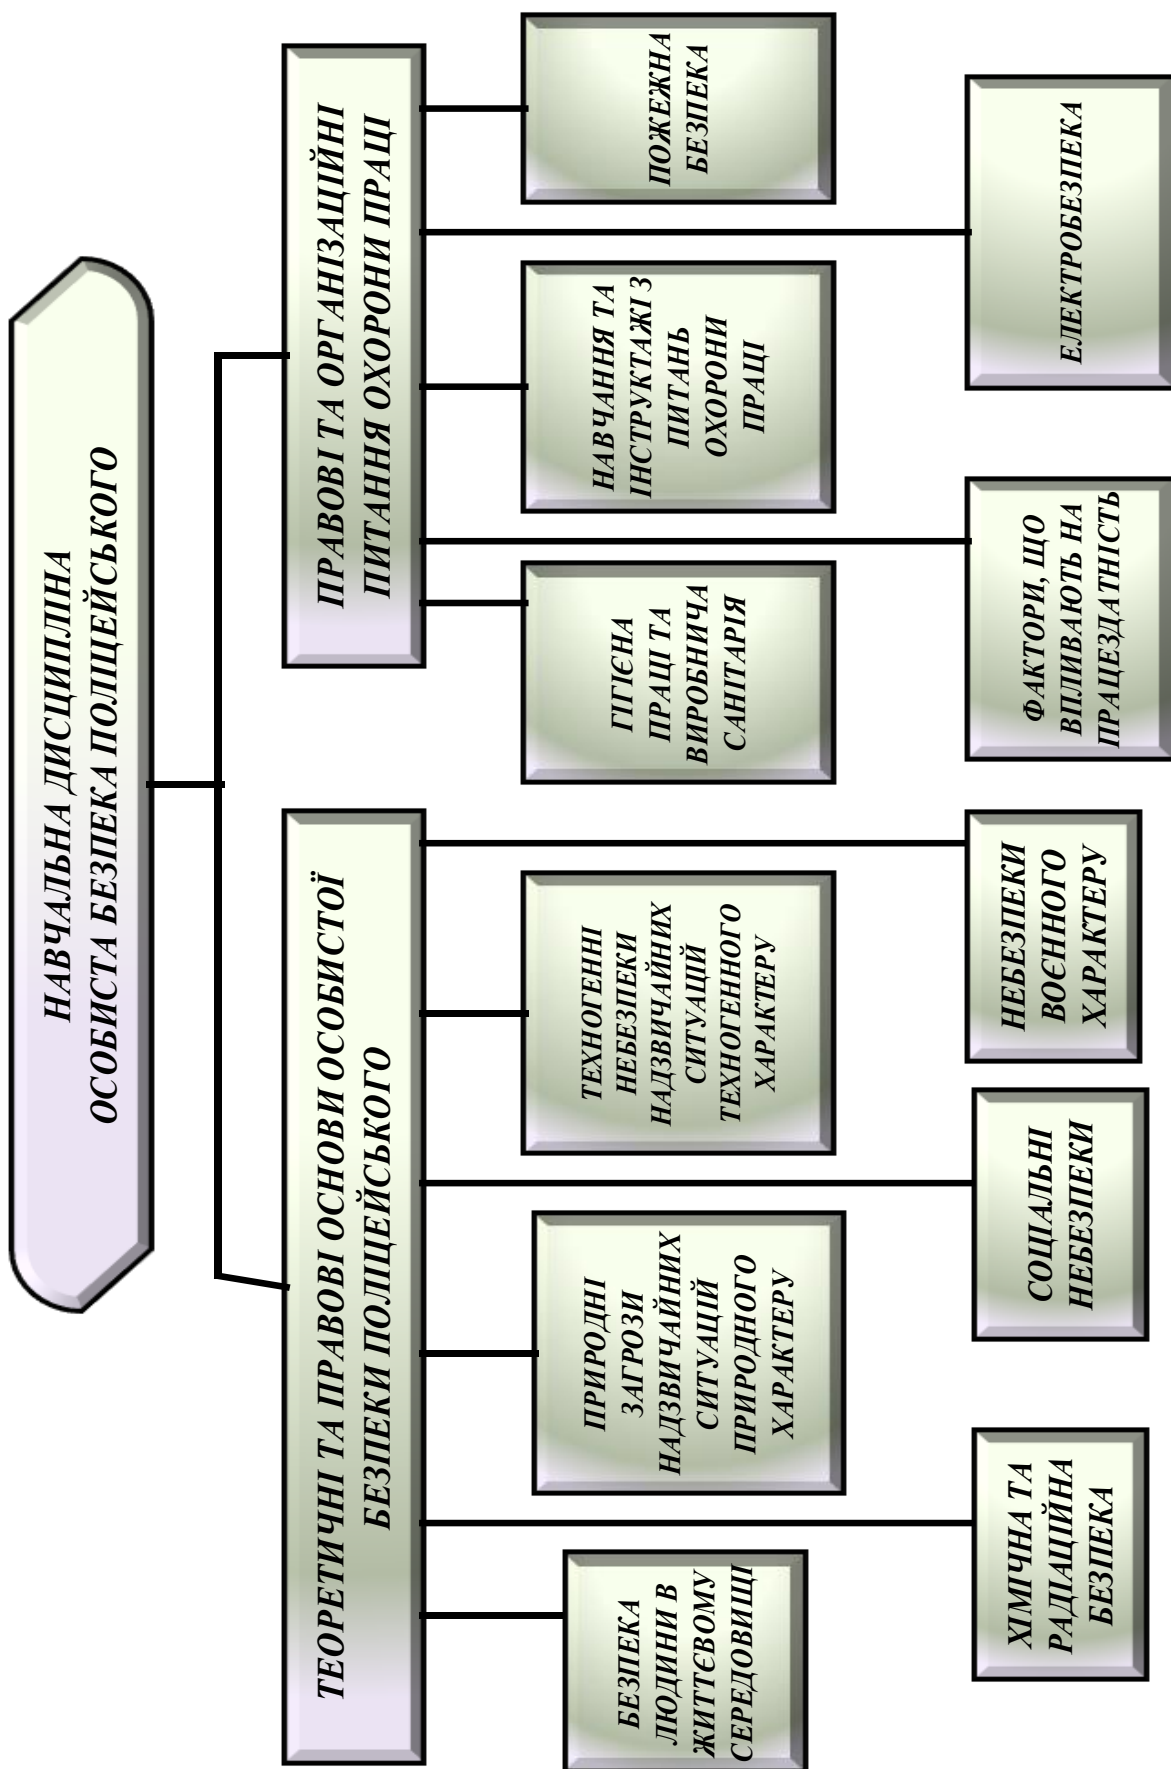 НАВЧАЛЬНА ДИСЦИПЛІНА
ОСОБИСТА БЕЗПЕКА ПОЛІЦЕЙСЬКОГО
ТЕОРЕТИЧНІ ТА ПРАВОВІ ОСНОВИ ОСОБИСТОЇ
БЕЗПЕКИ ПОЛІЦЕЙСЬКОГО
ПРАВОВІ ТА ОРГАНІЗАЦІЙНІ
ПИТАННЯ ОХОРОНИ ПРАЦІ
БЕЗПЕКА
ЛЮДИНИ В
ЖИТТЄВОМУ
СЕРЕДОВИЩІ
ПРИРОДНІ
ЗАГРОЗИ
НАДЗВИЧАЙНИХ
СИТУАЦІЙ
ПРИРОДНОГО
ХАРАКТЕРУ
ТЕХНОГЕННІ
НЕБЕЗПЕКИ
НАДЗВИЧАЙНИХ
СИТУАЦІЙ
ТЕХНОГЕННОГО
ХАРАКТЕРУ
ГІГІЄНА
ПРАЦІ ТА
ВИРОБНИЧА
САНІТАРІЯ
НАВЧАННЯ ТА
ІНСТРУКТАЖІ З
ПИТАНЬ
ОХОРОНИ
ПРАЦІ
ПОЖЕЖНА
БЕЗПЕКА
ХІМІЧНА ТА
РАДІАЦІЙНА
БЕЗПЕКА
СОЦІАЛЬНІ
НЕБЕЗПЕКИ
НЕБЕЗПЕКИ
ВОЄННОГО
ХАРАКТЕРУ
ФАКТОРИ, ЩО
ВПЛИВАЮТЬ НА
ПРАЦЕЗДАТНІСТЬ
ЕЛЕКТРОБЕЗПЕКА